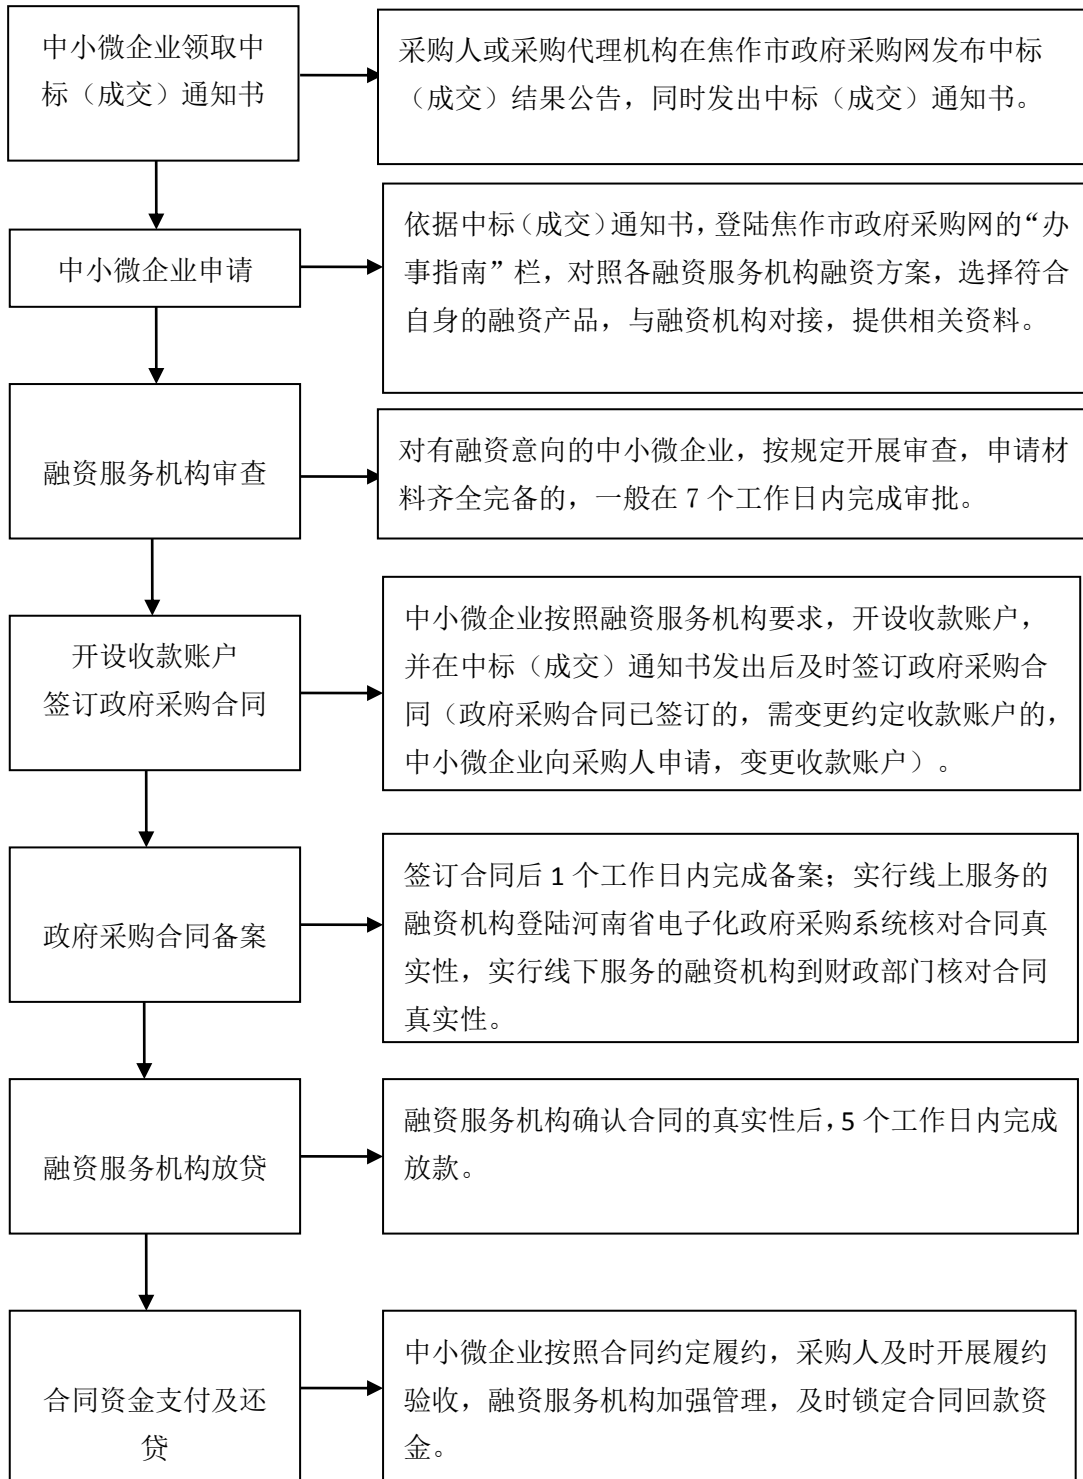 中小微企业领取中
标（成交）通知书
采购人或采购代理机构在焦作市政府采购网发布中标
（成交）结果公告，同时发出中标（成交）通知书。
中小微企业申请
依据中标（成交）通知书，登陆焦作市政府采购网的“办
事指南”栏，对照各融资服务机构融资方案，选择符合
自身的融资产品，与融资机构对接，提供相关资料。
融资服务机构审查
对有融资意向的中小微企业，按规定开展审查，申请材
料齐全完备的，一般在 7 个工作日内完成审批。
开设收款账户
签订政府采购合同
中小微企业按照融资服务机构要求，开设收款账户，
并在中标（成交）通知书发出后及时签订政府采购合
同（政府采购合同已签订的，需变更约定收款账户的，
中小微企业向采购人申请，变更收款账户）。
政府采购合同备案
签订合同后 1 个工作日内完成备案；实行线上服务的
融资机构登陆河南省电子化政府采购系统核对合同真
实性，实行线下服务的融资机构到财政部门核对合同
真实性。
融资服务机构放贷
融资服务机构确认合同的真实性后，5 个工作日内完成
放款。
合同资金支付及还
贷
中小微企业按照合同约定履约，采购人及时开展履约
验收，融资服务机构加强管理，及时锁定合同回款资
金。